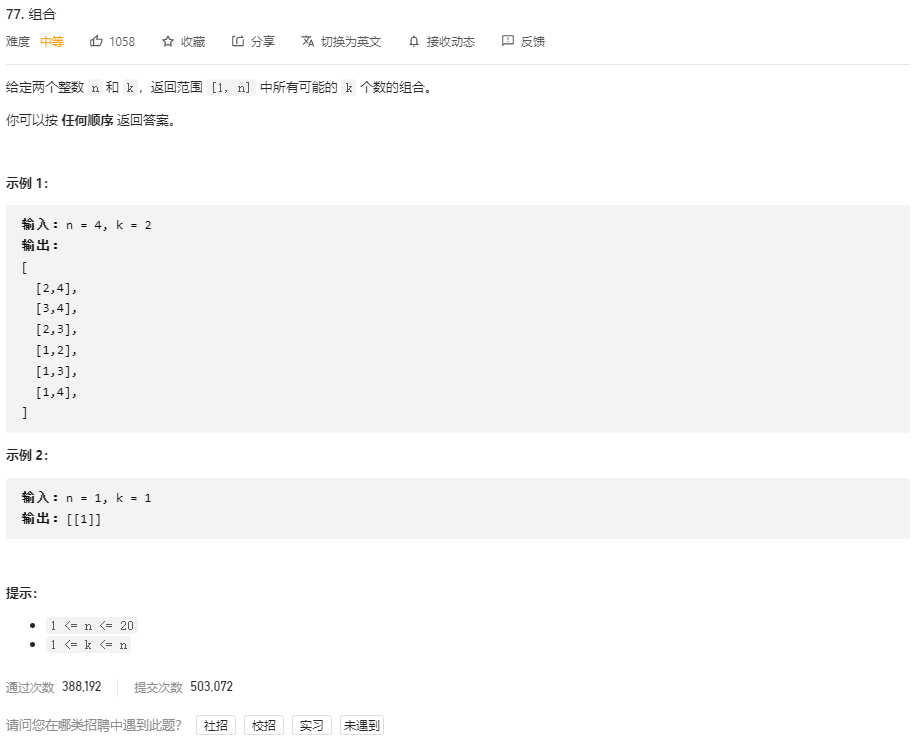 77. 组合
难度 中等 1058 收藏 分享 切换为英文 接收动态 反馈
给定两个整数 n 和 k，返回范围 [1, n] 中所有可能的 k 个数的组合。
你可以按 任何顺序 返回答案。
示例 1：
输入：n = 4, k = 2
输出：
[
[2,4],
[3,4],
[2,3],
[1,2],
[1,3],
[1,4],
]
示例 2：
输入：n = 1, k = 1
输出：[[1]]
提示：
1 <= n <= 20
1 <= k <= n
通过次数 388,192 提交次数 503,072
请问您在哪类招聘中遇到此题？ 社招 校招 实习 未遇到